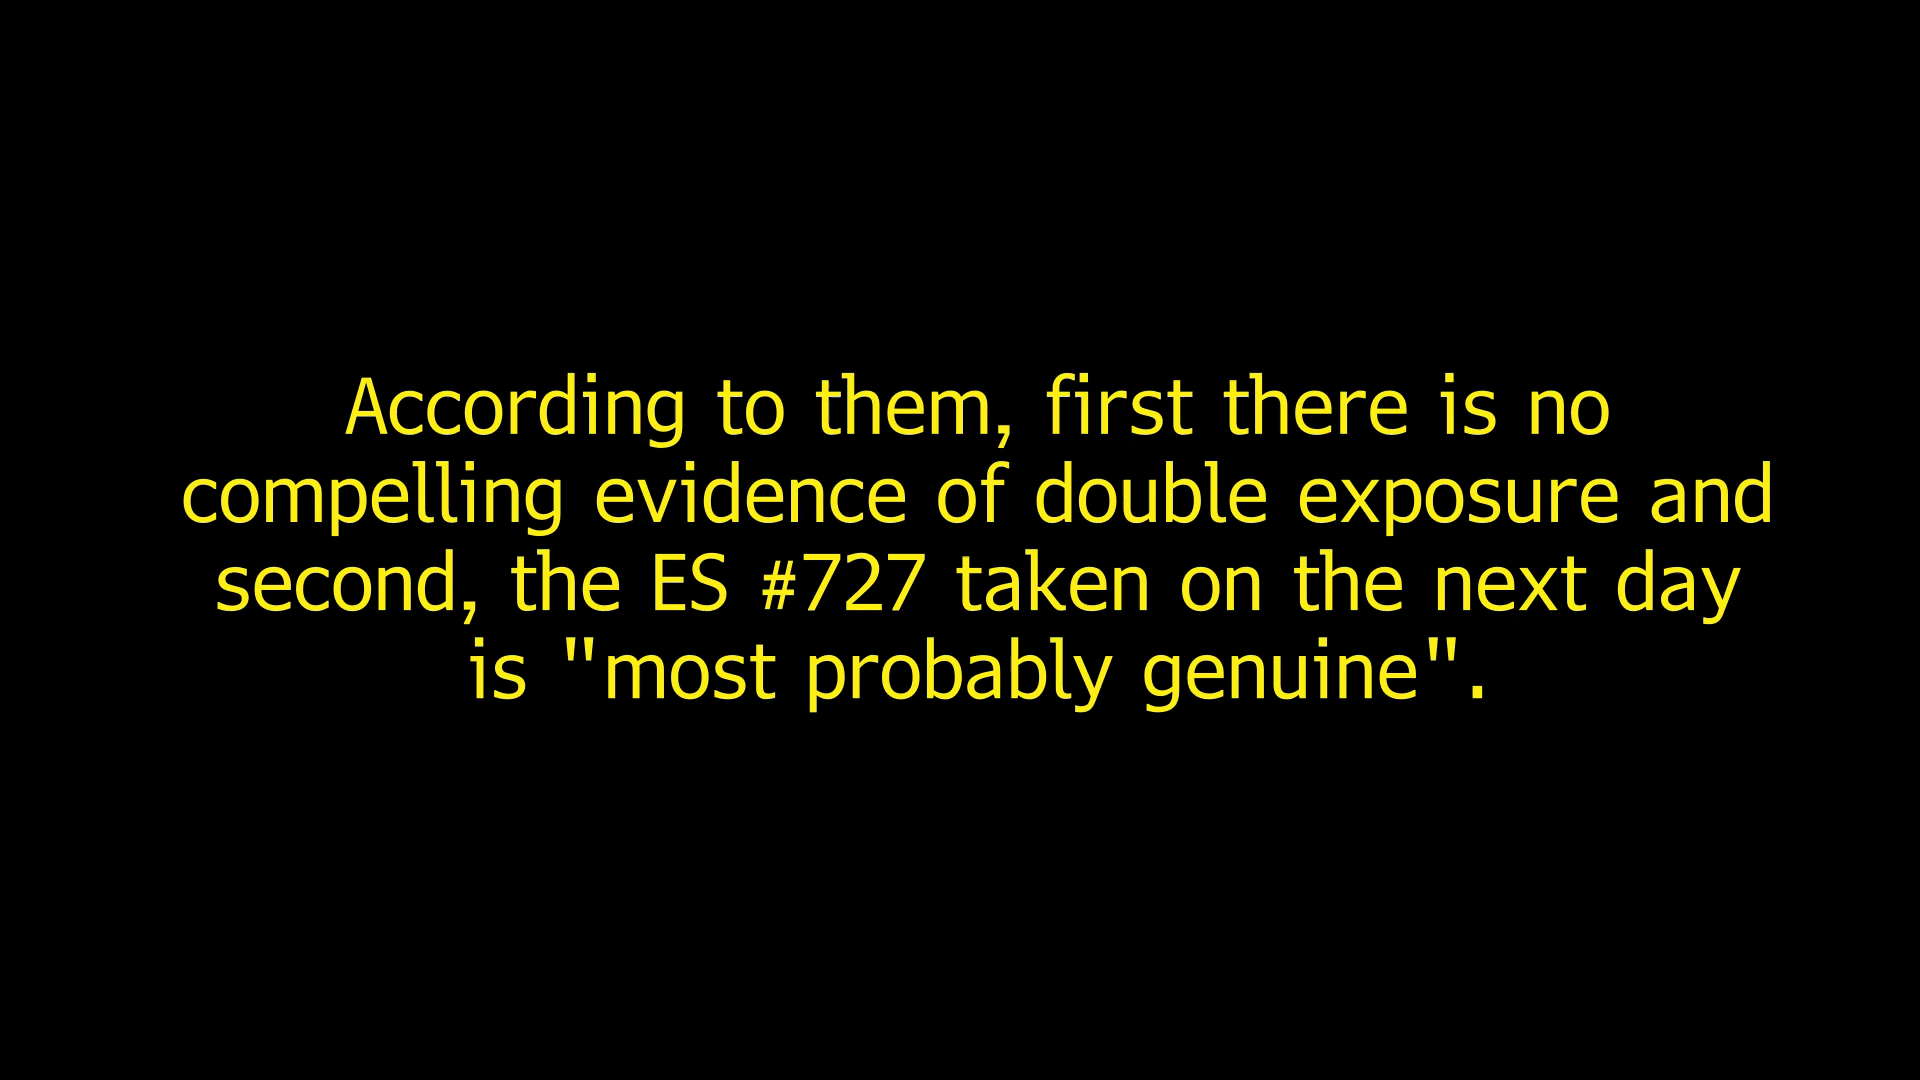 According to them, first there is no
compelling evidence of double exposure and
second, the ES #727 taken on the next day
is "most probably genuine".